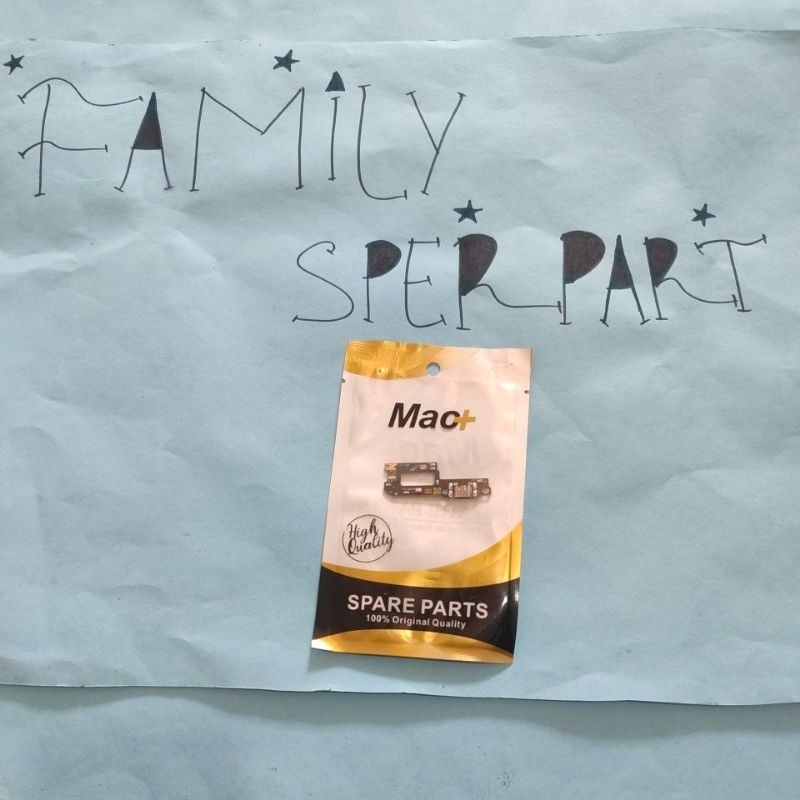 FAMILY
SPERPART
Mac+
High
Quality
SPARE PARTS
100% Original Quality